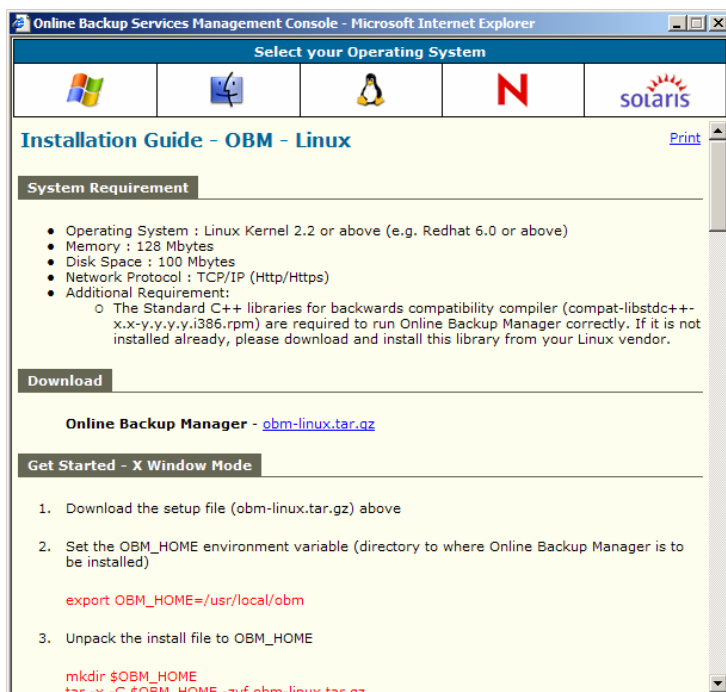 Online Backup Services Management Console - Microsoft Internet Explorer
Select your Operating System
N
solaris
Installation Guide - OBM - Linux
Print
System Requirement
Operating System : Linux Kernel 2.2 or above (e.g. Redhat 6.0 or above)
Memory : 128 Mbytes
Disk Space : 100 Mbytes
Network Protocol : TCP/IP (Http/Https)
Additional Requirement:
The Standard C++ libraries for backwards compatibility compiler (compat-libstdc++-
x.x-y.y.y.y.i386.rpm) are required to run Online Backup Manager correctly. If it is not
installed already, please download and install this library from your Linux vendor.
Download
Online Backup Manager - obm-linux.tar.gz
Get Started - X Window Mode
1. Download the setup file (obm-linux.tar.gz) above
2. Set the OBM_HOME environment variable (directory to where Online Backup Manager is to
be installed)
export OBM_HOME=/usr/local/obm
3. Unpack the install file to OBM_HOME
mkdir $OBM_HOME
tar -x -C $OBM_HOME -zvf obm-linux.tar.gz